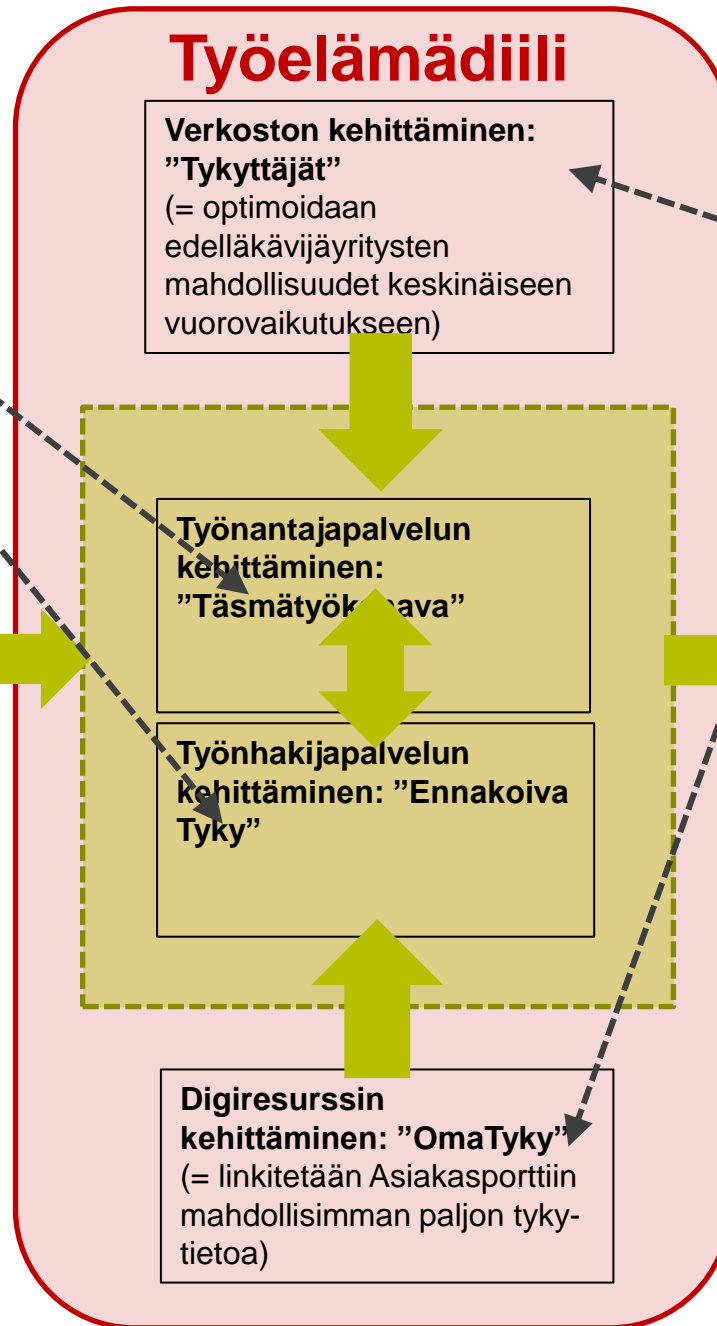 Työelämädiili
Verkoston kehittäminen:
”Tykyttäjät”
(= optimoidaan
edelläkävijäyritysten
mahdollisuudet keskinäiseen
vuorovaikutukseen)
Työnantajapalvelun
kehittäminen:
”Täsmätyökanava”
Työnhakijapalvelun
kehittäminen: ”Ennakoiva
Tyky”
Digiresurssin
kehittäminen: ”OmaTyky”
(= linkitetään Asiakasporttiin
mahdollisimman paljon tyky-
tietoa)